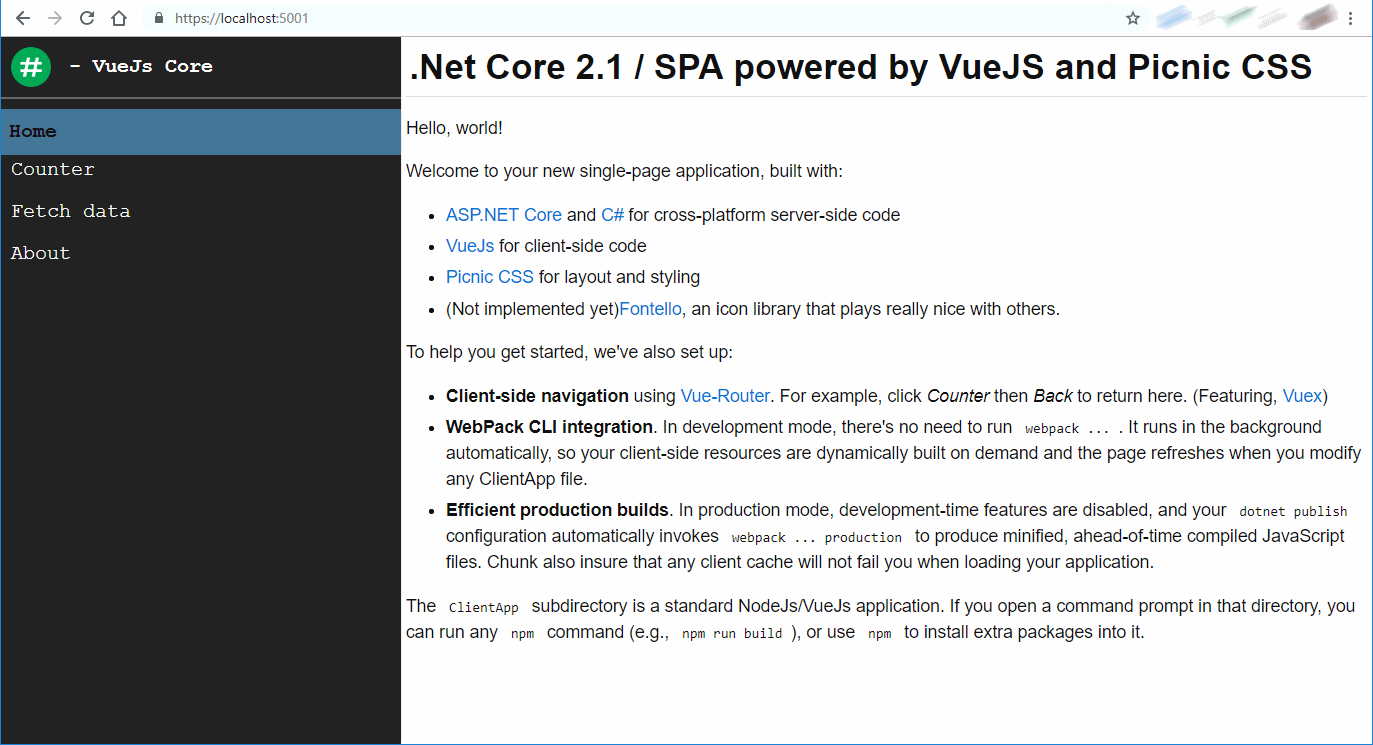 https://localhost:5001
# - VueJs Core
.Net Core 2.1 / SPA powered by VueJS and Picnic CSS
Home
Counter
Fetch data
About
Hello, world!
Welcome to your new single-page application, built with:
• ASP.NET Core and C# for cross-platform server-side code
• VueJs for client-side code
• Picnic CSS for layout and styling
• (Not implemented yet)Fontello, an icon library that plays really nice with others.
To help you get started, we've also set up:
• Client-side navigation using Vue-Router. For example, click Counter then Back to return here. (Featuring, Vuex)
• WebPack CLI integration. In development mode, there's no need to run webpack ... . It runs in the background
automatically, so your client-side resources are dynamically built on demand and the page refreshes when you modify
any ClientApp file.
• Efficient production builds. In production mode, development-time features are disabled, and your dotnet publish
configuration automatically invokes webpack ... production to produce minified, ahead-of-time compiled JavaScript
files. Chunk also insure that any client cache will not fail you when loading your application.
The ClientApp subdirectory is a standard NodeJs/VueJs application. If you open a command prompt in that directory, you
can run any npm command (e.g., npm run build ), or use npm to install extra packages into it.